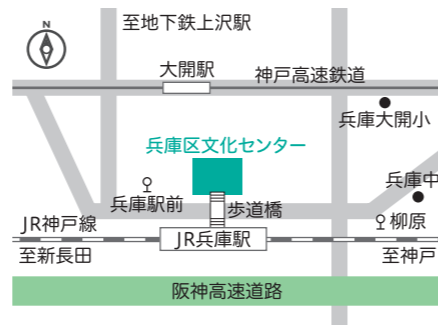 N
至地下鉄上沢駅
大開駅
神戸高速鉄道
兵庫大開小
兵庫区文化センター
兵庫中
兵庫駅前
歩道橋
柳原
JR神戸線
JR兵庫駅
至新長田
至神戸
阪神高速道路